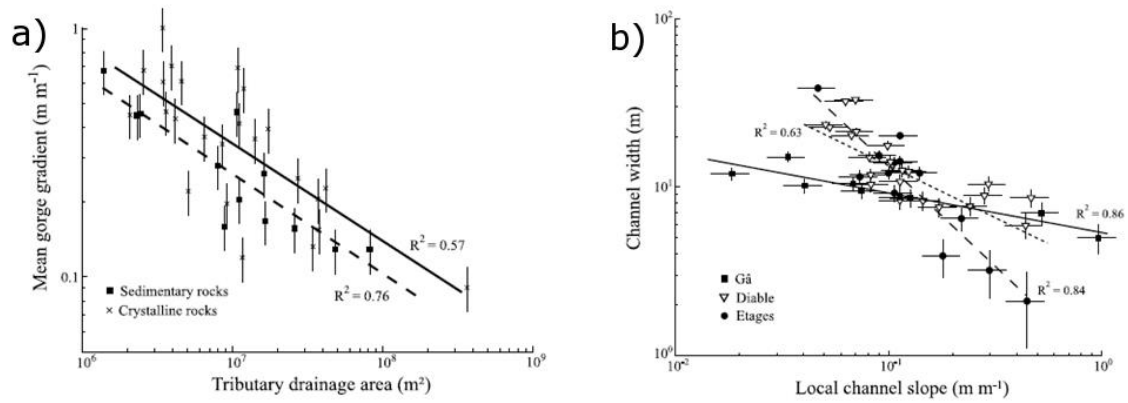 a)
1
0.1
Mean gorge gradient (m m⁻¹)
R² = 0.57
R² = 0.76
■ Sedimentary rocks
× Crystalline rocks
10⁶ 10⁷ 10⁸ 10⁹
Tributary drainage area (m²)
b)
10²
10¹
10⁰
Channel width (m)
R² = 0.63
R² = 0.86
R² = 0.84
■ Gâ
▽ Diable
● Etages
10⁻² 10⁻¹ 10⁰
Local channel slope (m m⁻¹)